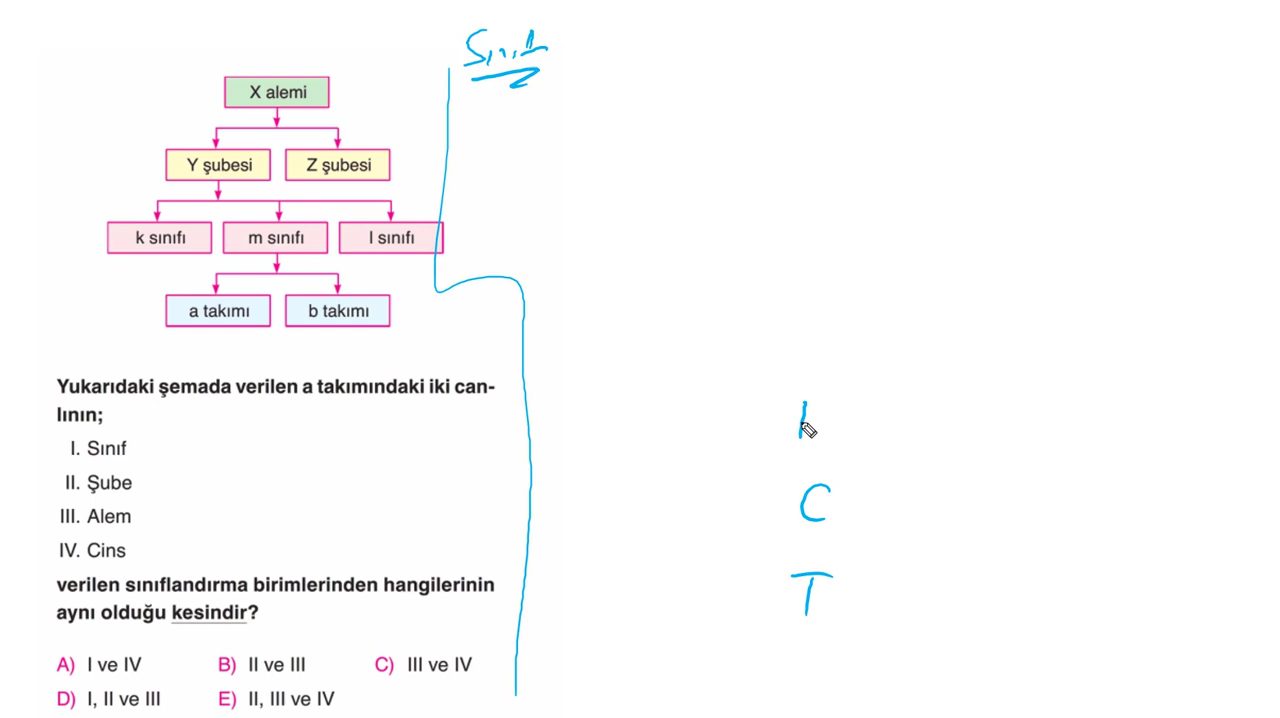 Sınıf
X alemi
Y şubesi Z şubesi
k sınıfı m sınıfı l sınıfı
a takımı b takımı
Yukarıdaki şemada verilen a takımındaki iki can-
lının;
I. Sınıf
II. Şube
III. Alem
IV. Cins
verilen sınıflandırma birimlerinden hangilerinin
aynı olduğu kesindir?
A) I ve IV B) II ve III C) III ve IV
D) I, II ve III E) II, III ve IV
C
T